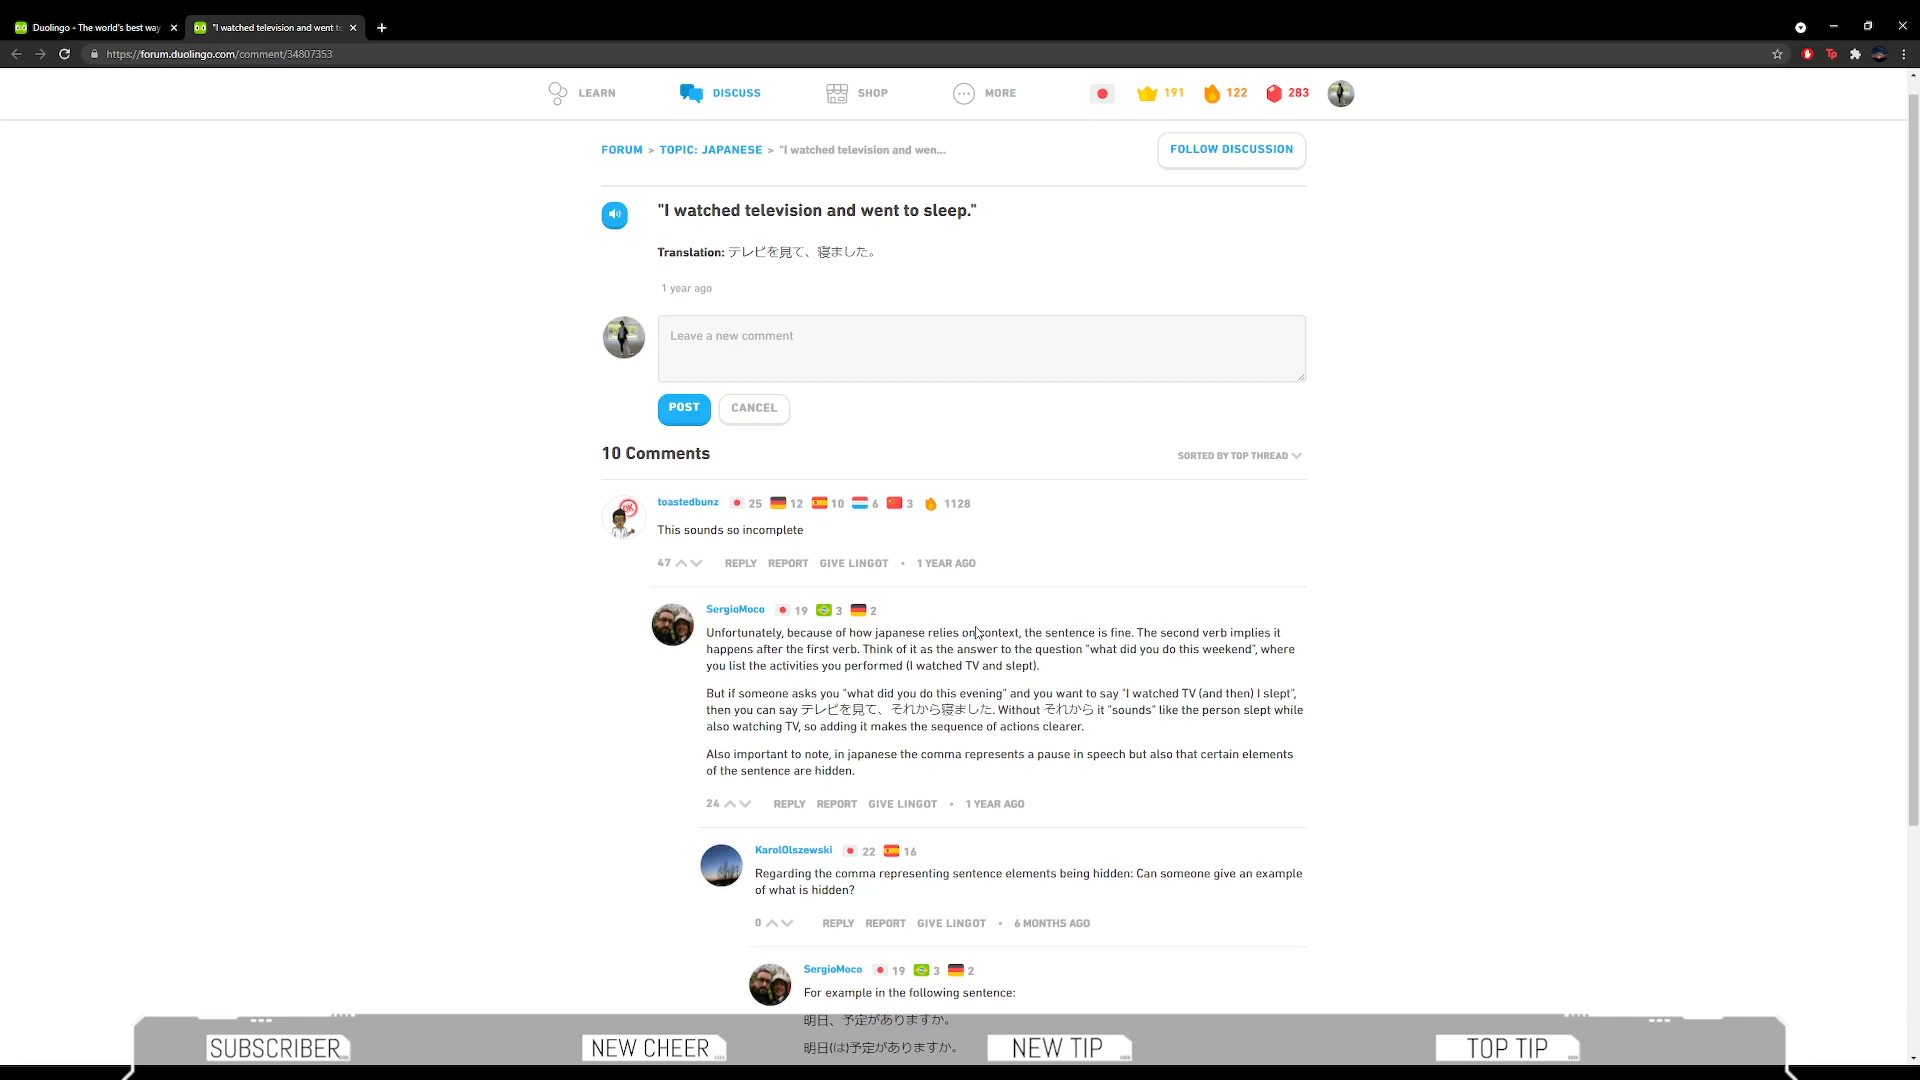 Duolingo - The world's best way
"I watched television and went to
https://forum.duolingo.com/comment/34807353
LEARN
DISCUSS
SHOP
MORE
191
122
283
FORUM > TOPIC: JAPANESE > "I watched television and wen...
FOLLOW DISCUSSION
"I watched television and went to sleep."
Translation: テレビを見て、寝ました。
1 year ago
Leave a new comment
POST
CANCEL
10 Comments
SORTED BY TOP THREAD
toastedbunz 25 12 10 6 3 1128
This sounds so incomplete
47 REPLY REPORT GIVE LINGOT • 1 YEAR AGO
SergioMoco 19 3 2
Unfortunately, because of how japanese relies on context, the sentence is fine. The second verb implies it
happens after the first verb. Think of it as the answer to the question "what did you do this weekend", where
you list the activities you performed (I watched TV and slept).
But if someone asks you "what did you do this evening" and you want to say "I watched TV (and then) I slept",
then you can say テレビを見て、それから寝ました. Without それから it "sounds" like the person slept while
also watching TV, so adding it makes the sequence of actions clearer.
Also important to note, in japanese the comma represents a pause in speech but also that certain elements
of the sentence are hidden.
24 REPLY REPORT GIVE LINGOT • 1 YEAR AGO
KarolOlszewski 22 16
Regarding the comma representing sentence elements being hidden: Can someone give an example
of what is hidden?
0 REPLY REPORT GIVE LINGOT • 6 MONTHS AGO
SergioMoco 19 3 2
For example in the following sentence:
明日、予定がありますか。
明日(は)予定がありますか。
SUBSCRIBER
NEW CHEER
NEW TIP
TOP TIP